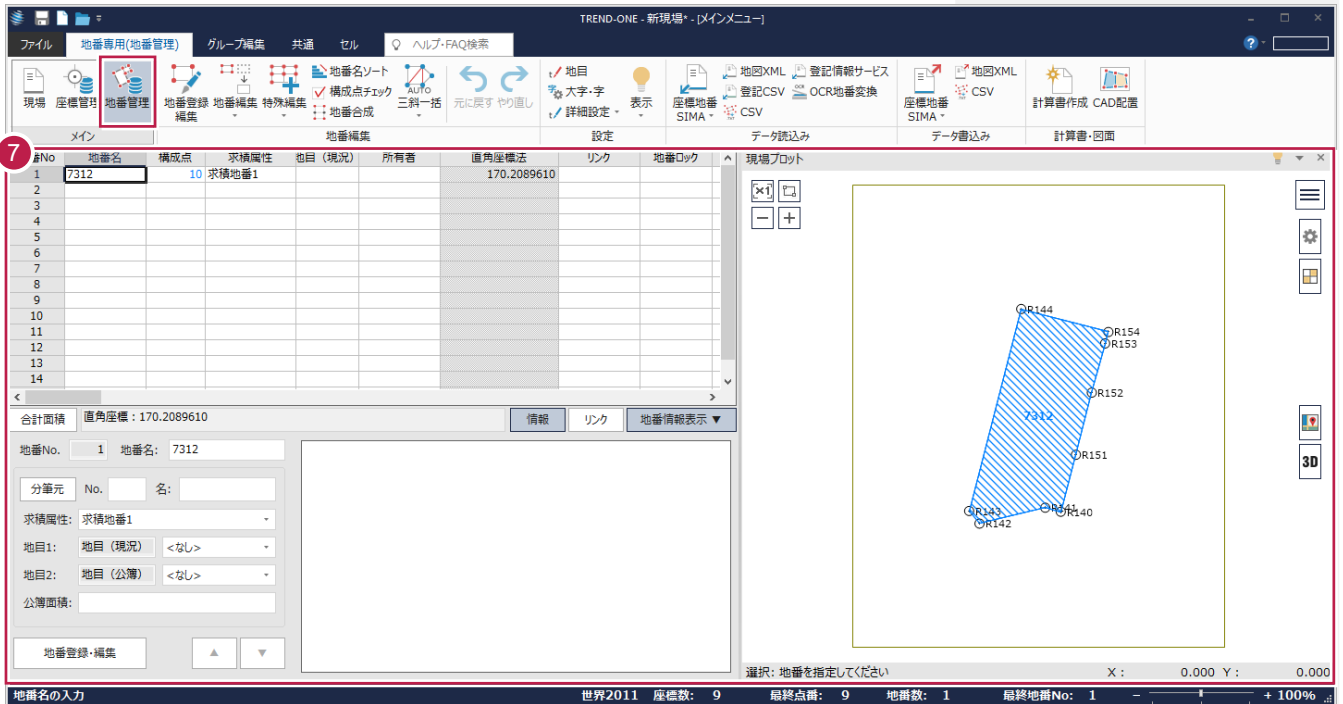 TREND-ONE - 新現場* - [メインメニュー]
ファイル 地番専用(地番管理) グループ編集 共通 セル ヘルプ・FAQ検索
現場 座標管理 地番管理 地番登録編集 地番編集 特殊編集 地番名ソート 構成点チェック 地番合成 AUTO 三斜一括 元に戻す やり直し 地目 大字・字 詳細設定 表示 座標地番 SIMA 地図XML 登記情報サービス 登記CSV OCR地番変換 CSV 座標地番 SIMA 地図XML CSV 計算書作成 CAD配置
メイン 地番編集 設定 データ読込み データ書込み 計算書・図面
7
番No 地番名 構成点 求積属性 地目（現況） 所有者 直角座標法 リンク 地番ロック
1 7312 10 求積地番1 170.2089610
2
3
4
5
6
7
8
9
10
11
12
13
14
合計面積 直角座標：170.2089610 情報 リンク 地番情報表示 ▼
地番No. 1 地番名: 7312
分筆元 No. 名:
求積属性: 求積地番1
地目1: 地目（現況） <なし>
地目2: 地目（公簿） <なし>
公簿面積:
地番登録・編集 ▲ ▼
現場プロット
×1
R144
R154
R153
R152
7312
R151
R143
R141
R140
R142
3D
選択: 地番を指定してください X： 0.000 Y： 0.000
地番名の入力 世界2011 座標数: 9 最終点番: 9 地番数: 1 最終地番No: 1 － + 100%